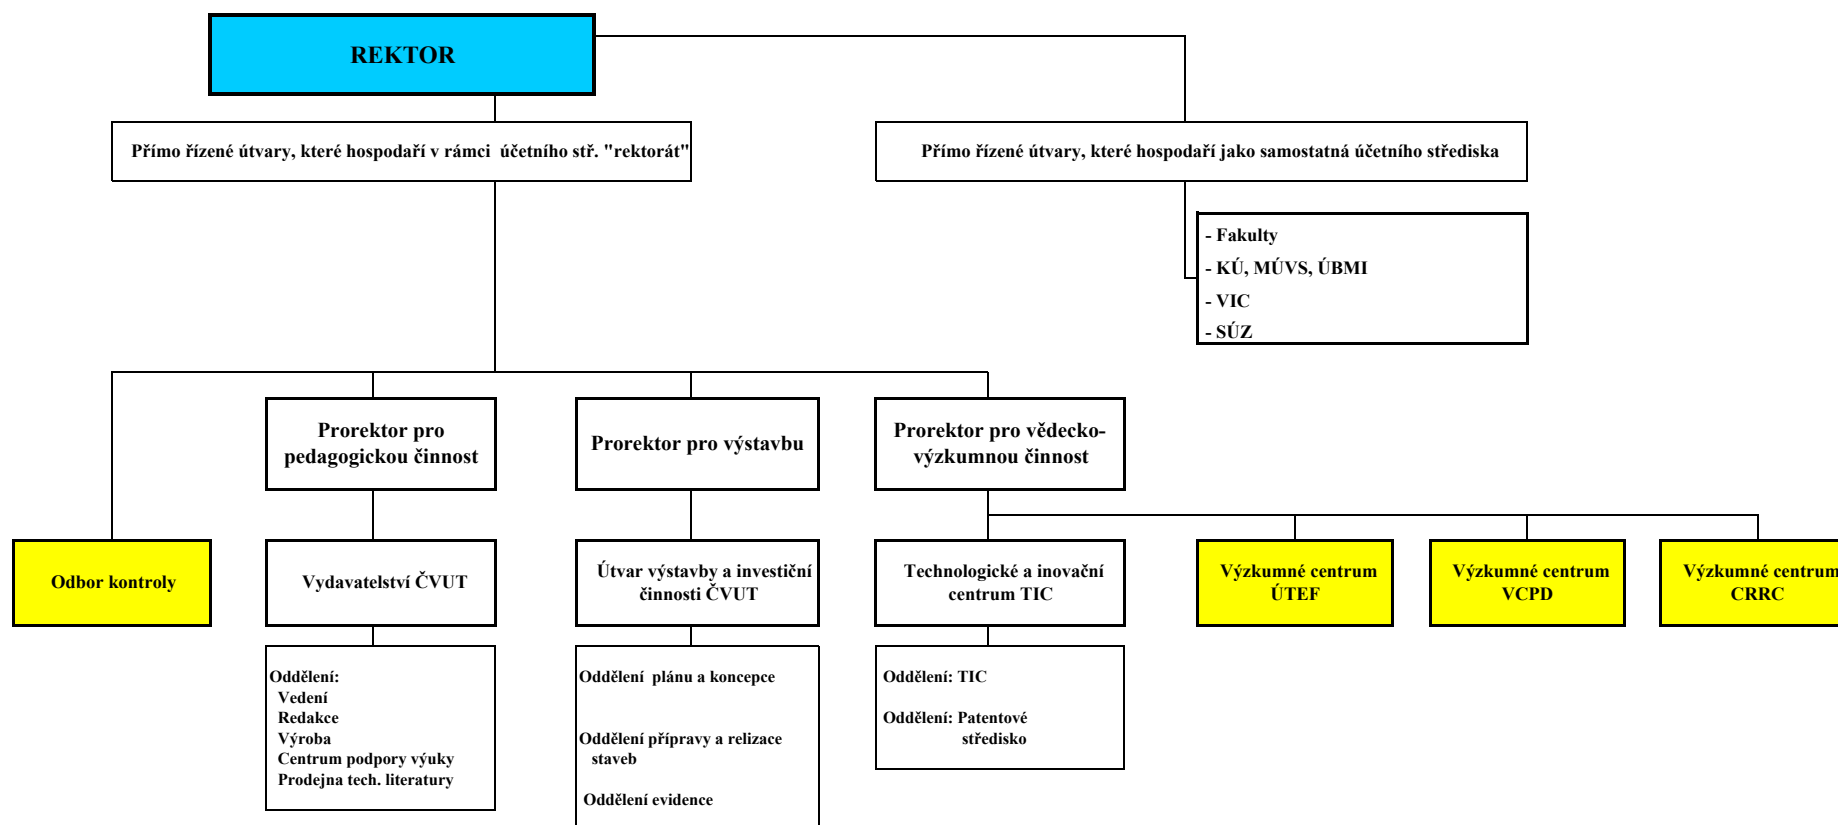 REKTOR
Přímo řízené útvary, které hospodaří v rámci účetního stř. "rektorát"
Přímo řízené útvary, které hospodaří jako samostatná účetního střediska
- Fakulty
- KÚ, MÚVS, ÚBMI
- VIC
- SÚZ
Prorektor pro
pedagogickou činnost
Prorektor pro výstavbu
Prorektor pro vědecko-
výzkumnou činnost
Odbor kontroly
Vydavatelství ČVUT
Útvar výstavby a investiční
činnosti ČVUT
Technologické a inovační
centrum TIC
Výzkumné centrum
ÚTEF
Výzkumné centrum
VCPD
Výzkumné centrum
CRRC
Oddělení:
Vedení
Redakce
Výroba
Centrum podpory výuky
Prodejna tech. literatury
Oddělení plánu a koncepce
Oddělení přípravy a relizace
staveb
Oddělení evidence
Oddělení: TIC
Oddělení: Patentové
středisko